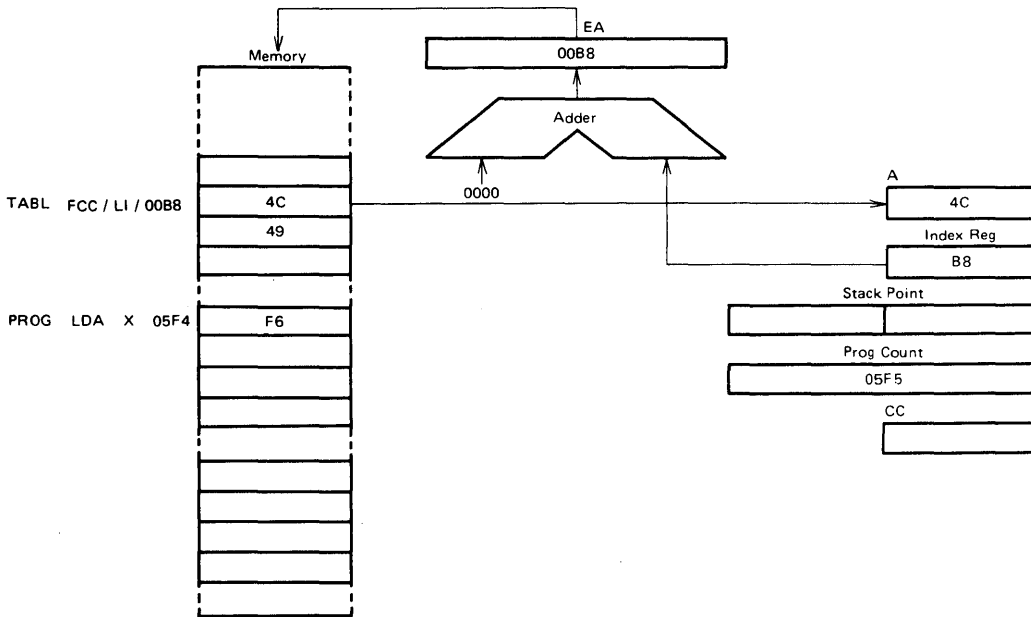 EA
00B8
Memory
Adder
0000
A
TABL FCC / LI / 00B8
4C
4C
49
Index Reg
B8
Stack Point
PROG LDA X 05F4
F6
Prog Count
05F5
CC